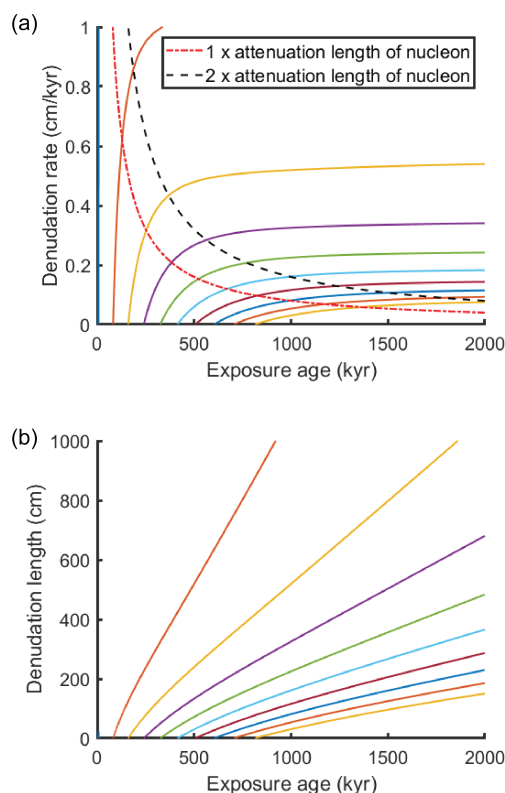 (a)
1
0.8
0.6
0.4
0.2
0
Denudation rate (cm/kyr)
1 x attenuation length of nucleon
2 x attenuation length of nucleon
0 500 1000 1500 2000
Exposure age (kyr)
(b)
1000
800
600
400
200
0
Denudation length (cm)
0 500 1000 1500 2000
Exposure age (kyr)